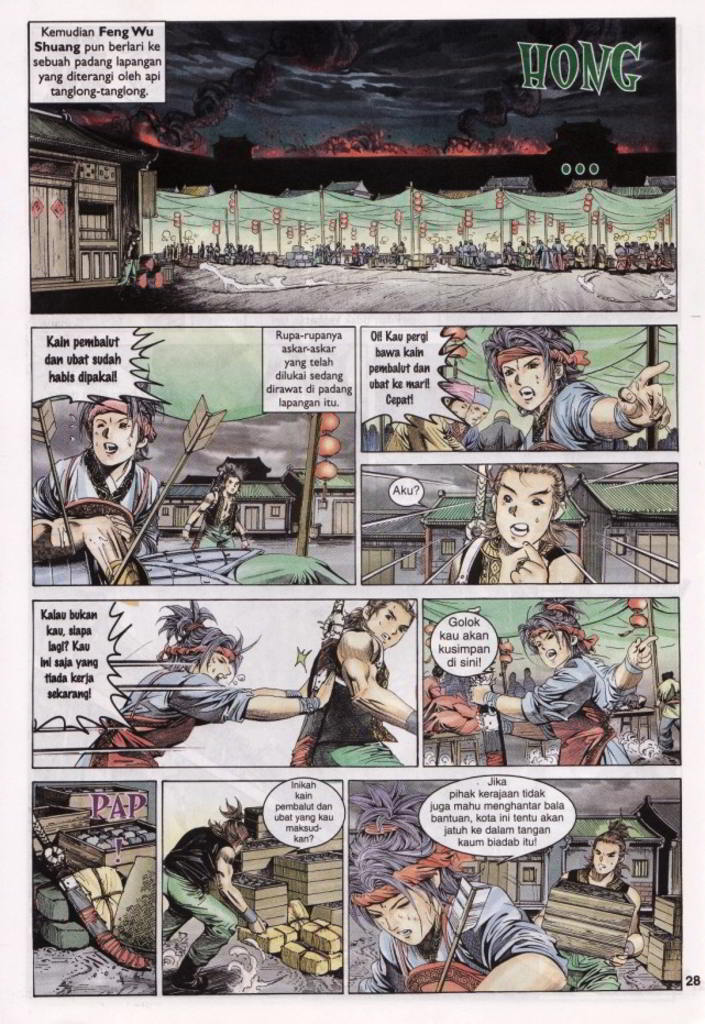 Kemudian Feng Wu
Shuang pun berlari ke
sebuah padang lapangan
yang diterangi oleh api
tanglong-tanglong.
HONG
...
Kain pembalut
dan ubat sudah
habis dipakai!
Rupa-rupanya
askar-askar
yang telah
dilukai sedang
dirawat di padang
lapangan itu.
OI! Kau pergi
bawa kain
pembalut dan
ubat ke mari!
Cepat!
Aku?
Kalau bukan
kau, siapa
lagi? Kau
ini saja yang
tiada kerja
sekarang!
Golok
kau akan
kusimpan
di sini!
PAP
!
Inikah
kain
pembalut dan
ubat yang
kau maksud-
kan?
Jika
pihak kerajaan tidak
juga mahu menghantar bala
bantuan, kota ini tentu akan
jatuh ke dalam tangan
kaum biadab itu!
28